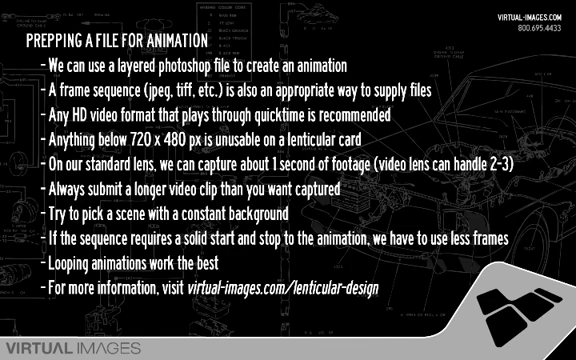 VIRTUAL-IMAGES.COM
800.695.4433
PREPPING A FILE FOR ANIMATION
- We can use a layered photoshop file to create an animation
- A frame sequence (jpeg, tiff, etc.) is also an appropriate way to supply files
- Any HD video format that plays through quicktime is recommended
- Anything below 720 x 480 px is unusable on a lenticular card
- On our standard lens, we can capture about 1 second of footage (video lens can handle 2-3)
- Always submit a longer video clip than you want captured
- Try to pick a scene with a constant background
- If the sequence requires a solid start and stop to the animation, we have to use less frames
- Looping animations work the best
- For more information, visit virtual-images.com/lenticular-design
VIRTUAL IMAGES